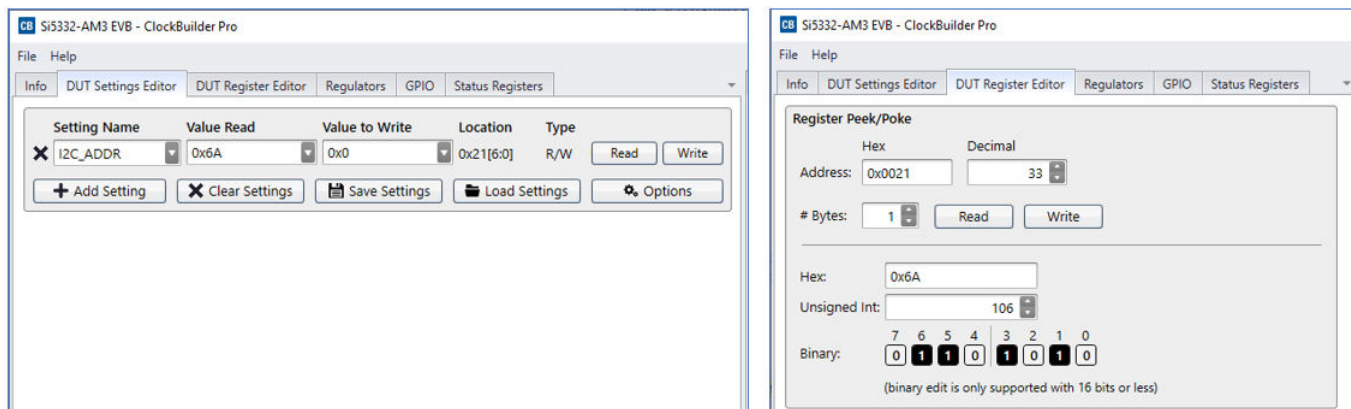 CB Si5332-AM3 EVB - ClockBuilder Pro
File Help
Info DUT Settings Editor DUT Register Editor Regulators GPIO Status Registers
Setting Name Value Read Value to Write Location Type
I2C_ADDR 0x6A 0x0 0x21[6:0] R/W Read Write
Add Setting Clear Settings Save Settings Load Settings Options
CB Si5332-AM3 EVB - ClockBuilder Pro
File Help
Info DUT Settings Editor DUT Register Editor Regulators GPIO Status Registers
Register Peek/Poke
Hex Decimal
Address: 0x0021 33
# Bytes: 1 Read Write
Hex: 0x6A
Unsigned Int: 106
7 6 5 4 3 2 1 0
Binary: 0 1 1 0 1 0 1 0
(binary edit is only supported with 16 bits or less)